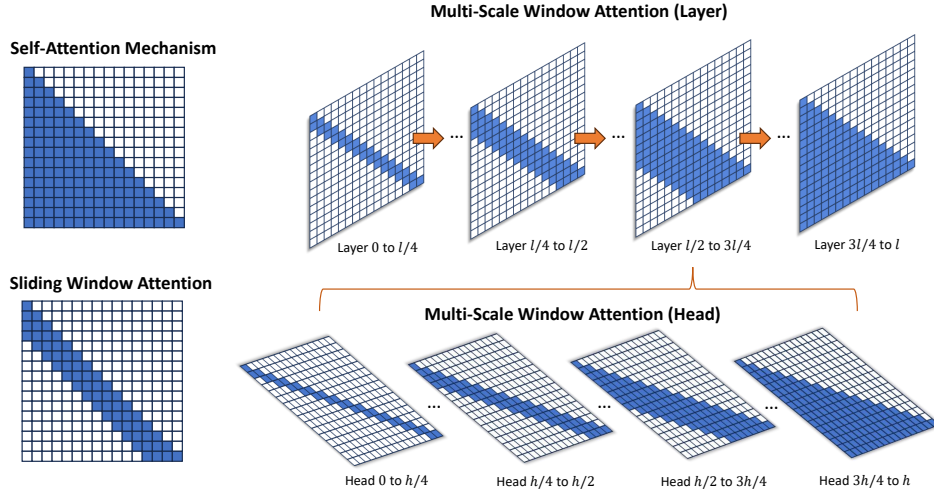 Multi-Scale Window Attention (Layer)
Self-Attention Mechanism
...
...
...
Layer 0 to l/4
Layer l/4 to l/2
Layer l/2 to 3l/4
Layer 3l/4 to l
Sliding Window Attention
Multi-Scale Window Attention (Head)
...
...
...
Head 0 to h/4
Head h/4 to h/2
Head h/2 to 3h/4
Head 3h/4 to h